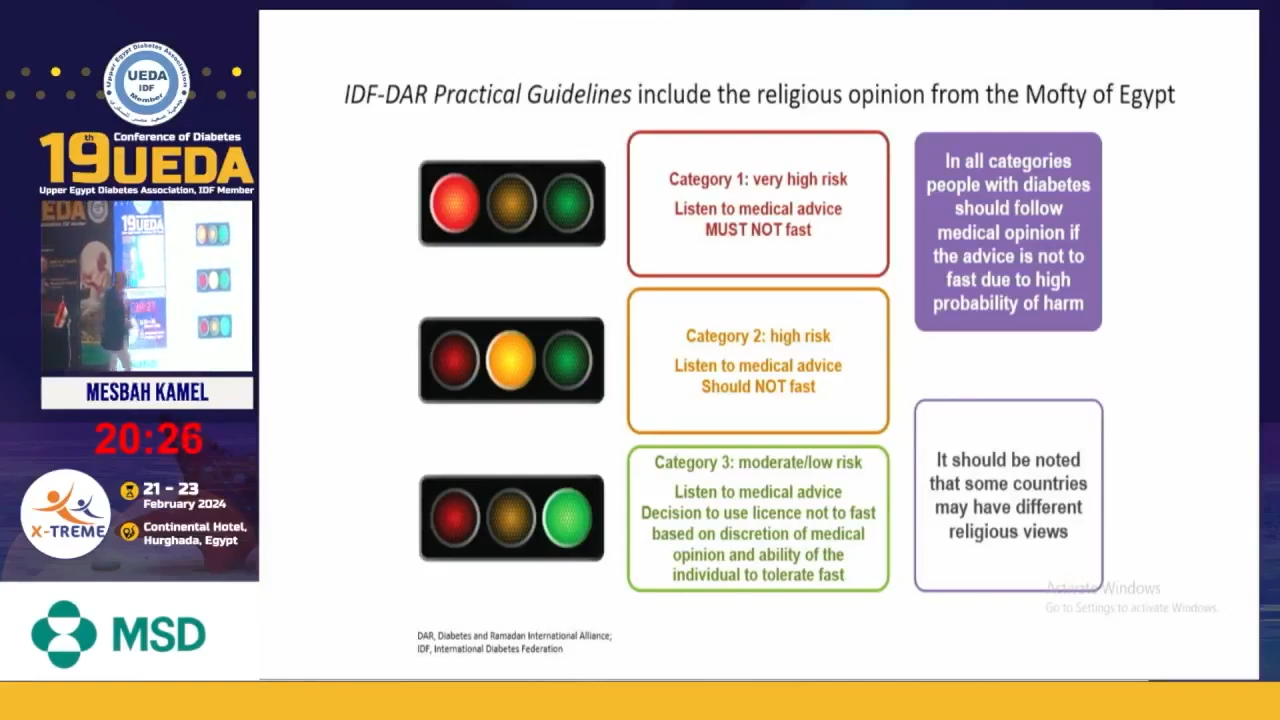 Upper Egypt Diabetes Association
UEDA
IDF
Member
Conference of Diabetes
19th UEDA
Upper Egypt Diabetes Association, IDF Member
MESBAH KAMEL
20:26
X-TREME
21 - 23
February 2024
Continental Hotel,
Hurghada, Egypt
MSD
IDF-DAR Practical Guidelines include the religious opinion from the Mofty of Egypt
Category 1: very high risk
Listen to medical advice
MUST NOT fast
In all categories
people with diabetes
should follow
medical opinion if
the advice is not to
fast due to high
probability of harm
Category 2: high risk
Listen to medical advice
Should NOT fast
Category 3: moderate/low risk
Listen to medical advice
Decision to use licence not to fast
based on discretion of medical
opinion and ability of the
individual to tolerate fast
It should be noted
that some countries
may have different
religious views
Activate Windows
Go to Settings to activate Windows.
DAR, Diabetes and Ramadan International Alliance;
IDF, International Diabetes Federation